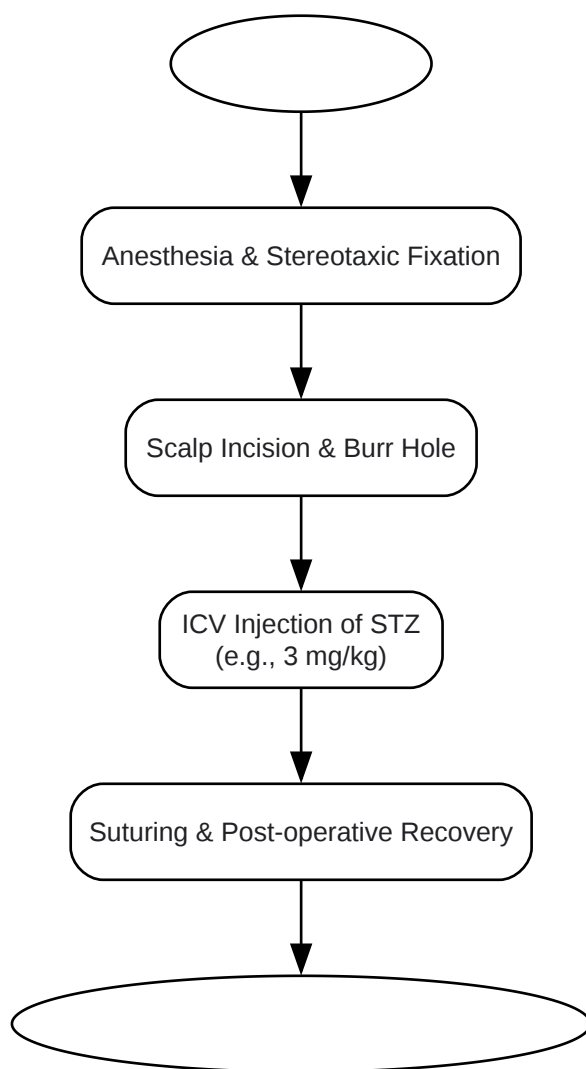 Anesthesia & Stereotaxic Fixation
Scalp Incision & Burr Hole
ICV Injection of STZ
(e.g., 3 mg/kg)
Suturing & Post-operative Recovery